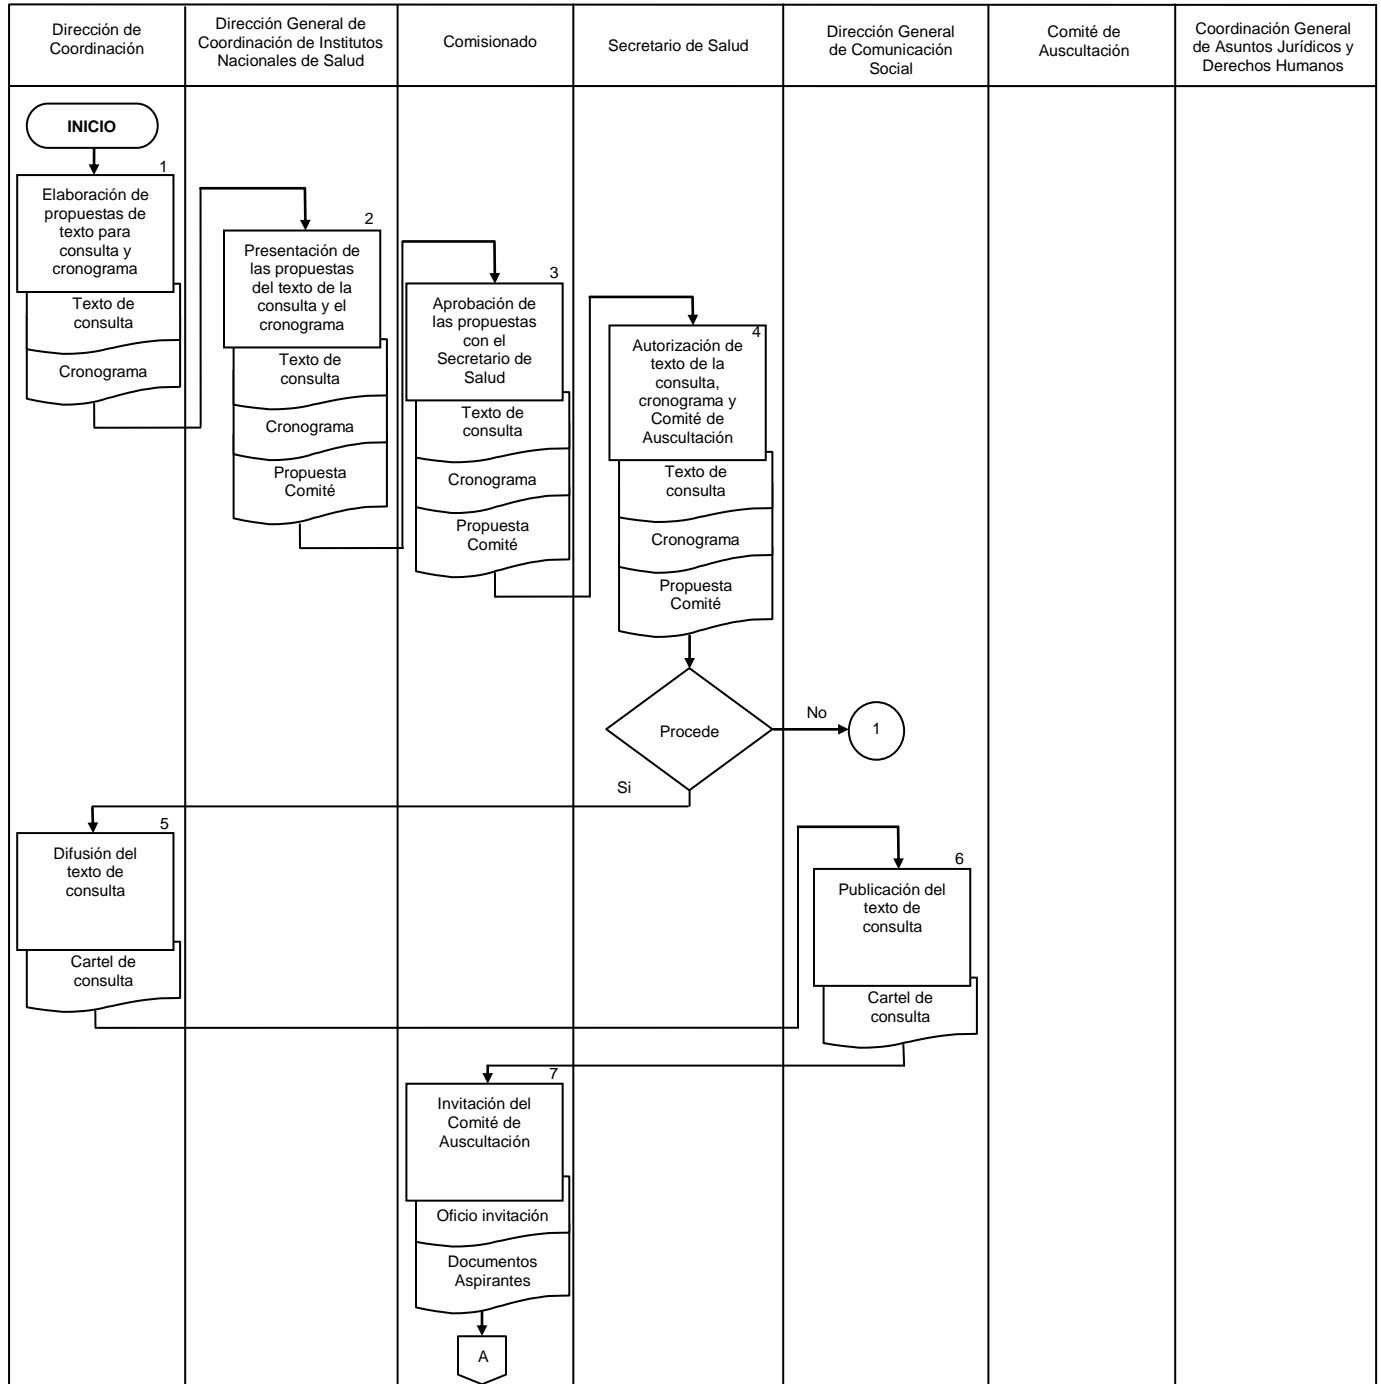 Dirección de
Coordinación
Dirección General de
Coordinación de Institutos
Nacionales de Salud
Comisionado
Secretario de Salud
Dirección General
de Comunicación
Social
Comité de
Auscultación
Coordinación General
de Asuntos Jurídicos y
Derechos Humanos
INICIO
1
Elaboración de
propuestas de
texto para
consulta y
cronograma
Texto de
consulta
Cronograma
2
Presentación de
las propuestas
del texto de la
consulta y el
cronograma
Texto de
consulta
Cronograma
Propuesta
Comité
3
Aprobación de
las propuestas
con el
Secretario de
Salud
Texto de
consulta
Cronograma
Propuesta
Comité
4
Autorización de
texto de la
consulta,
cronograma y
Comité de
Auscultación
Texto de
consulta
Cronograma
Propuesta
Comité
Procede
No
1
Si
5
Difusión del
texto de
consulta
Cartel de
consulta
6
Publicación del
texto de
consulta
Cartel de
consulta
7
Invitación del
Comité de
Auscultación
Oficio invitación
Documentos
Aspirantes
A